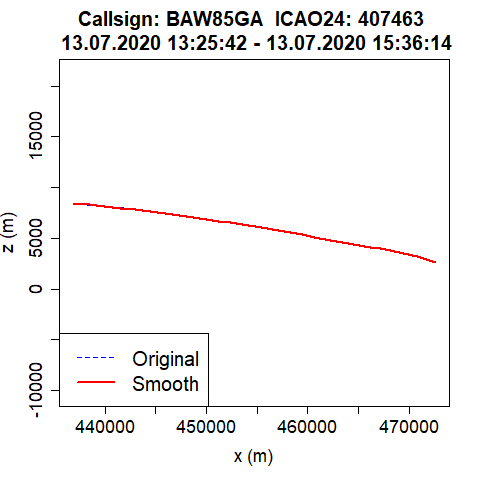 Callsign: BAW85GA  ICAO24: 407463
13.07.2020 13:25:42 - 13.07.2020 15:36:14
z (m)
15000
5000
0
-10000
Original
Smooth
440000 450000 460000 470000
x (m)